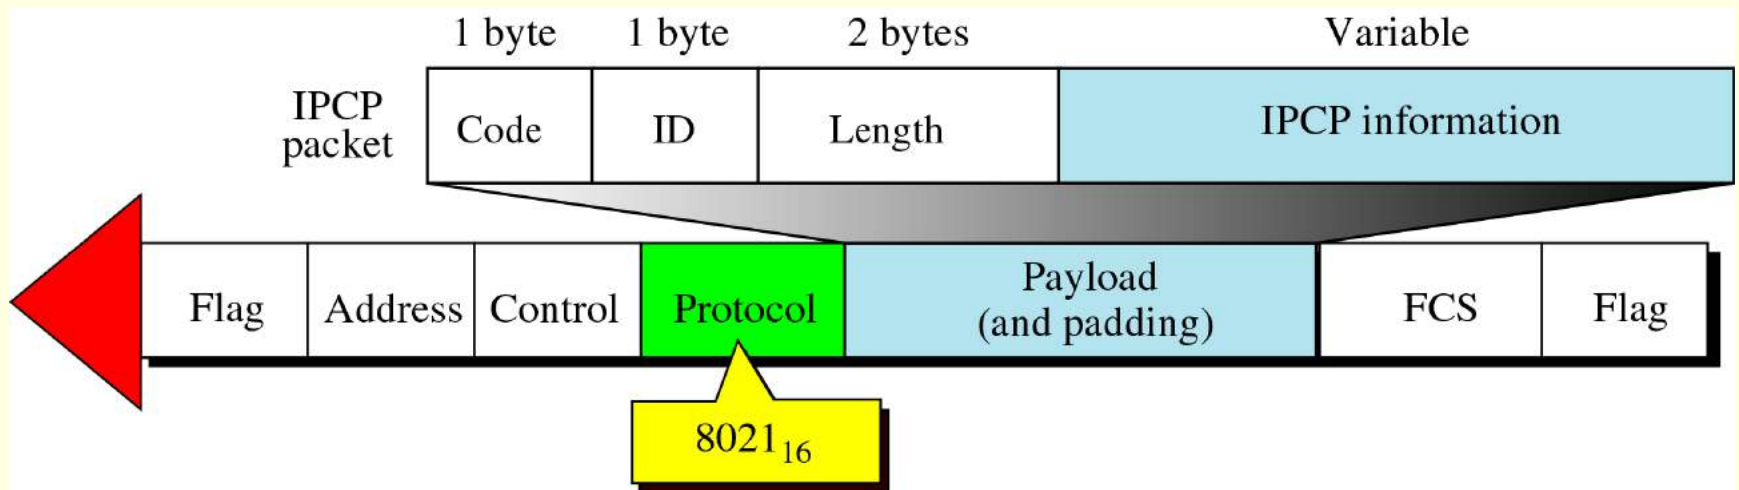 1 byte 1 byte 2 bytes Variable
IPCP
packet
Code ID Length IPCP information
Flag Address Control Protocol Payload
(and padding) FCS Flag
8021₁₆